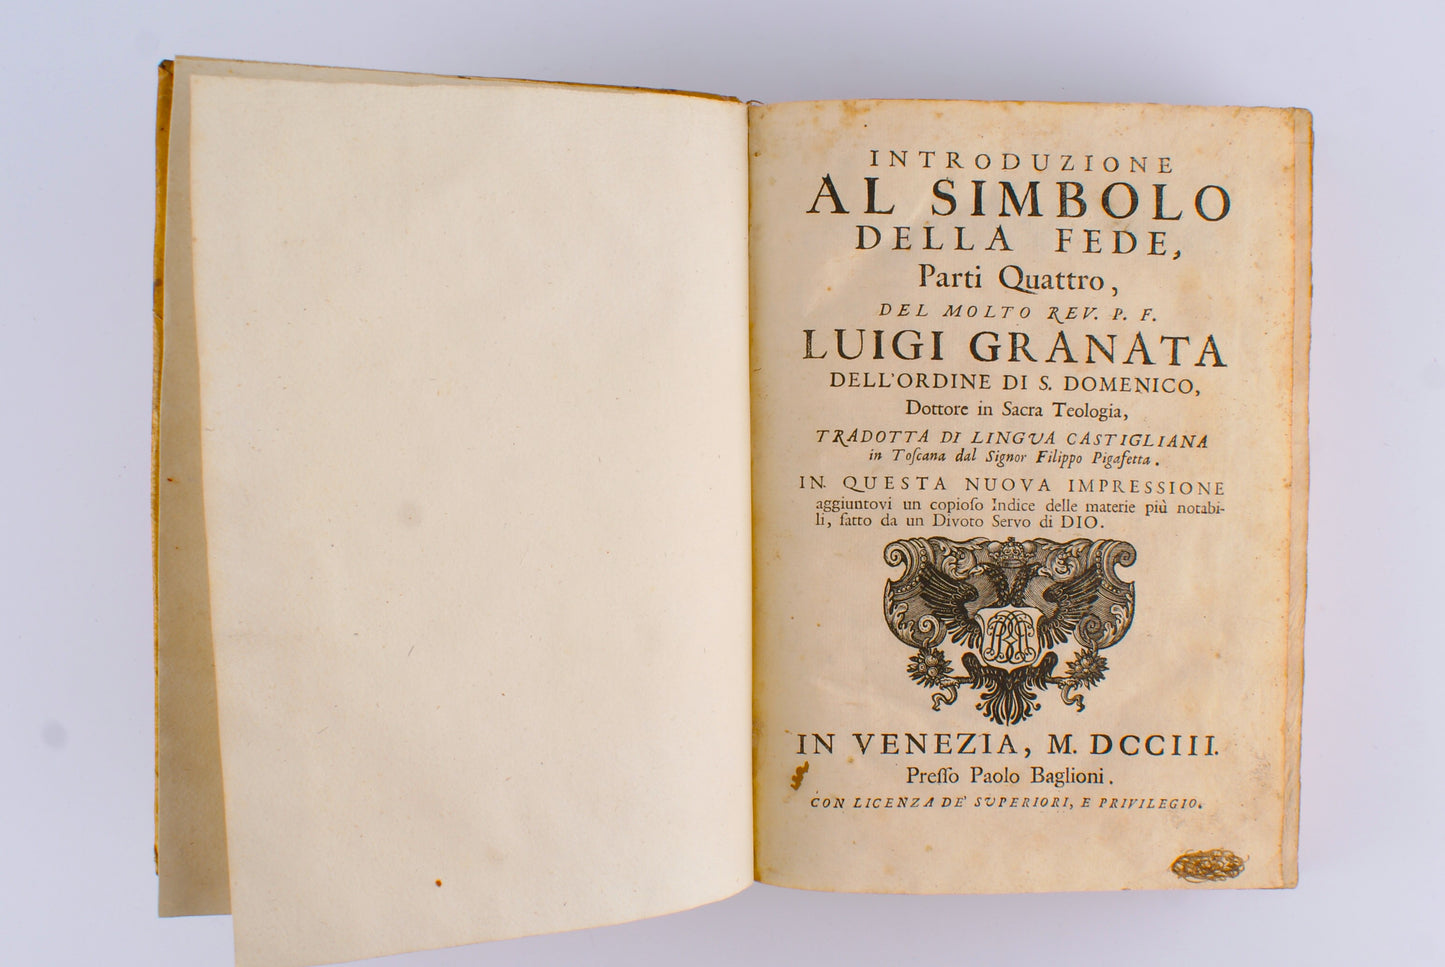 INTRODUZIONE
AL SIMBOLO
DELLA FEDE,
Parti Quattro,
DEL MOLTO REV. P. F.
LUIGI GRANATA
DELL'ORDINE DI S. DOMENICO,
Dottore in Sacra Teologia,
TRADOTTA DI LINGVA CASTIGLIANA
in Toſcana dal Signor Filippo Pigafetta.
IN QUESTA NUOVA IMPRESSIONE
aggiuntovi un copioſo Indice delle materie più notabi-
li, fatto da un Divoto Servo di DIO.
IN VENEZIA, M. DCCIII.
Preſſo Paolo Baglioni.
CON LICENZA DE' SVPERIORI, E PRIVILEGIO.